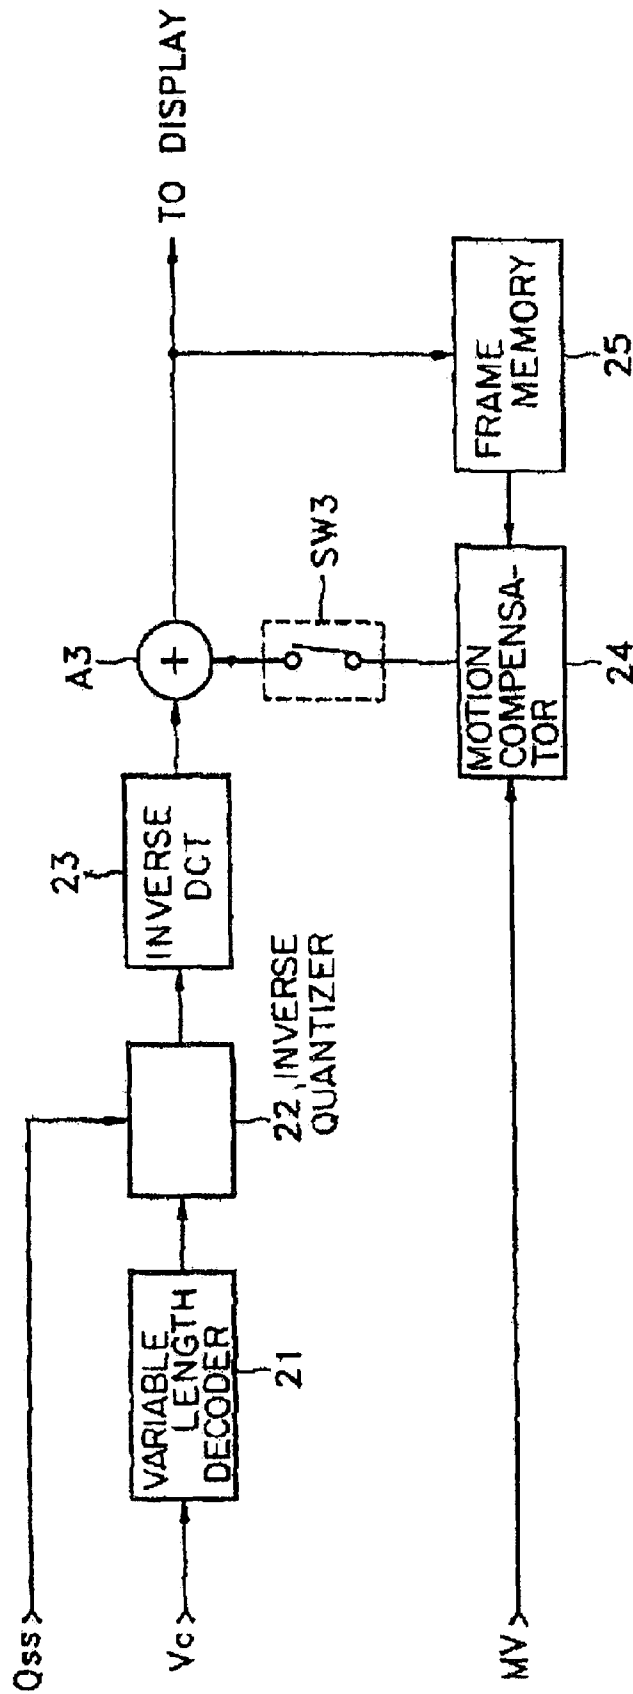 Qss
Vc
MV
VARIABLE
LENGTH
DECODER
21
22, INVERSE
QUANTIZER
23
INVERSE
DCT
A3
+
SW3
MOTION
COMPENSA-
TOR
24
FRAME
MEMORY
25
TO DISPLAY